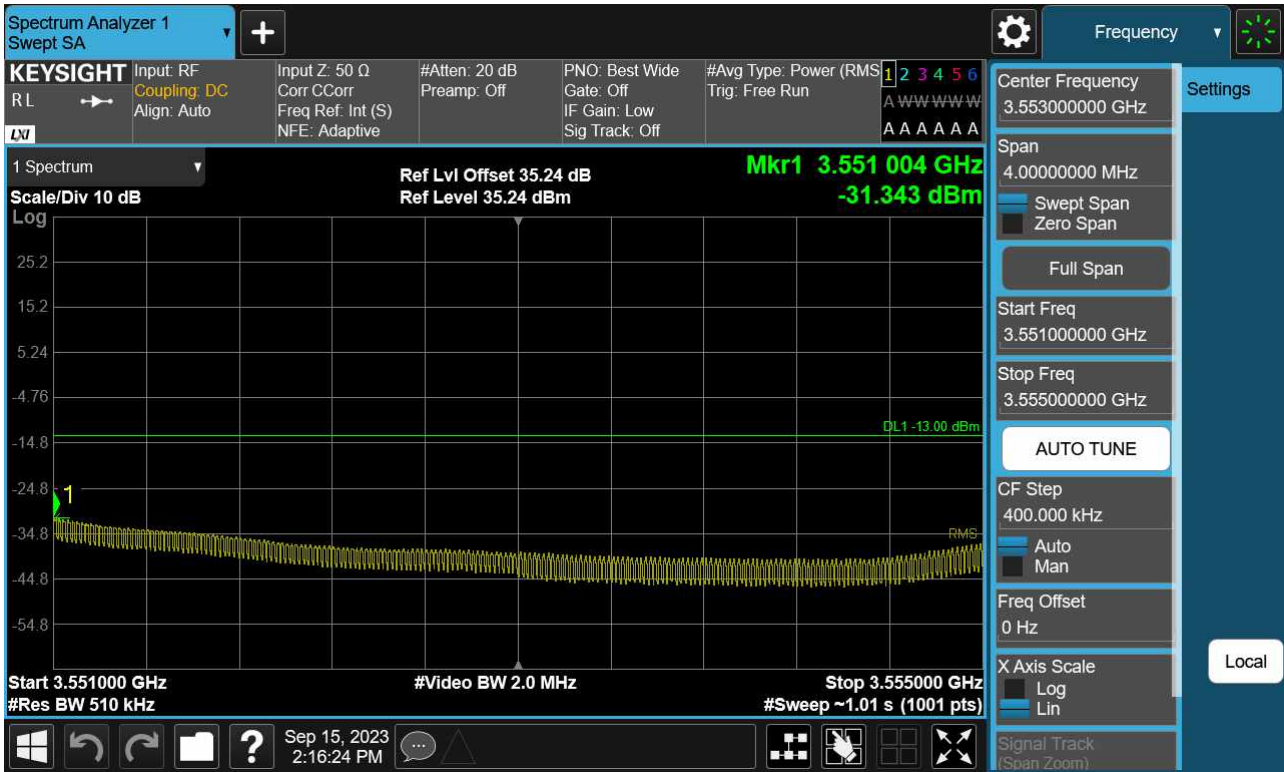 Spectrum Analyzer 1
Swept SA
+
Frequency
KEYSIGHT
R L
LXI
Input: RF
Coupling: DC
Align: Auto
Input Z: 50 Ω
Corr CCorr
Freq Ref: Int (S)
NFE: Adaptive
#Atten: 20 dB
Preamp: Off
PNO: Best Wide
Gate: Off
IF Gain: Low
Sig Track: Off
#Avg Type: Power (RMS
Trig: Free Run
1 2 3 4 5 6
A W W W W W
A A A A A A
1 Spectrum
Scale/Div 10 dB
Log
Ref Lvl Offset 35.24 dB
Ref Level 35.24 dBm
Mkr1 3.551 004 GHz
-31.343 dBm
25.2
15.2
5.24
-4.76
-14.8
-24.8
-34.8
-44.8
-54.8
DL1 -13.00 dBm
1
RMS
Start 3.551000 GHz
#Res BW 510 kHz
#Video BW 2.0 MHz
Stop 3.555000 GHz
#Sweep ~1.01 s (1001 pts)
Center Frequency
3.553000000 GHz
Span
4.00000000 MHz
Swept Span
Zero Span
Full Span
Start Freq
3.551000000 GHz
Stop Freq
3.555000000 GHz
AUTO TUNE
CF Step
400.000 kHz
Auto
Man
Freq Offset
0 Hz
X Axis Scale
Log
Lin
Signal Track
(Span Zoom)
Settings
Local
?
Sep 15, 2023
2:16:24 PM